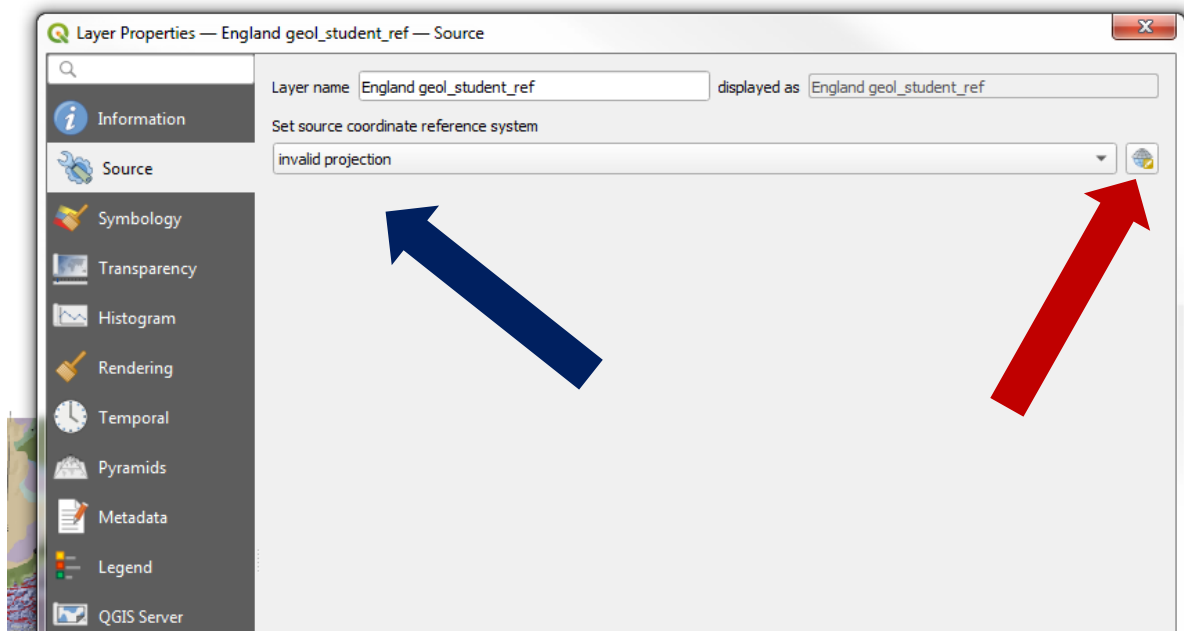 Layer Properties — England geol_student_ref — Source
Layer name England geol_student_ref displayed as England geol_student_ref
Information
Set source coordinate reference system
invalid projection
Source
Symbology
Transparency
Histogram
Rendering
Temporal
Pyramids
Metadata
Legend
QGIS Server